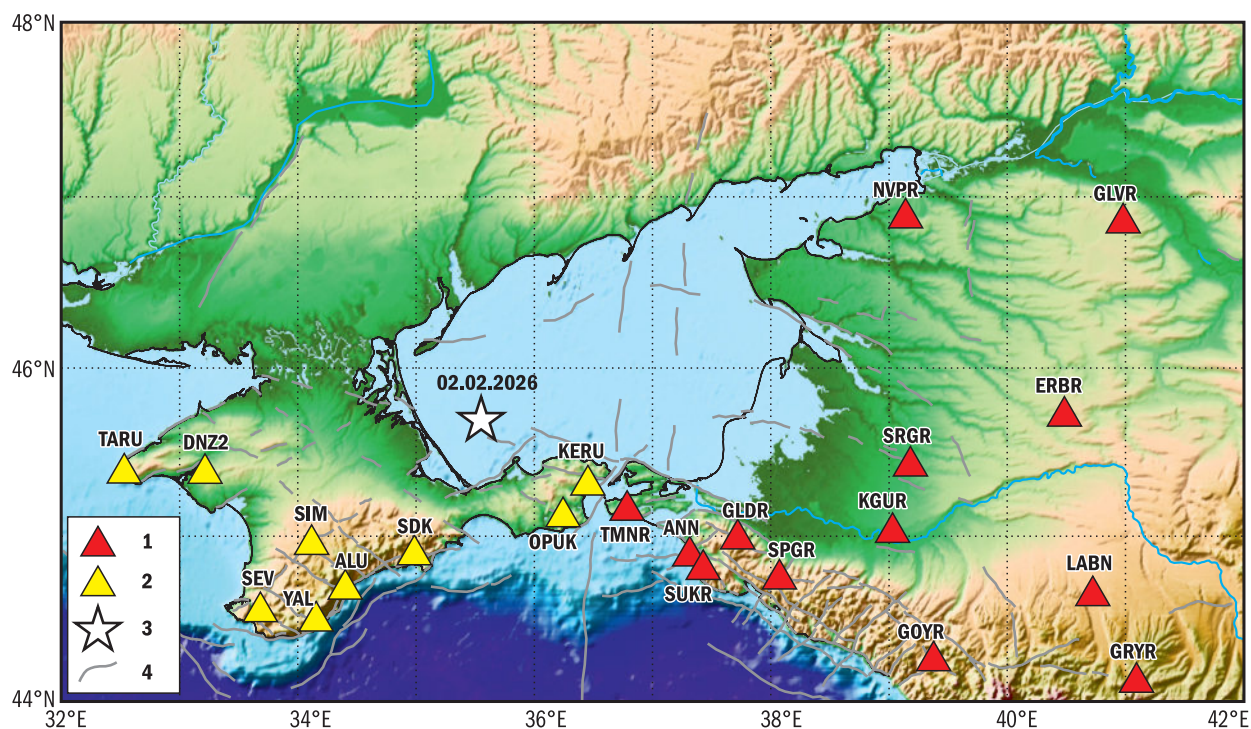 48°N
NVPR
GLVR
46°N
02.02.2026
ERBR
TARU
DNZ2
KERU
SRGR
SIM
SDK
OPUK
TMNR
ANN
GLDR
KGUR
1
ALU
SPGR
2
SEV
YAL
SUKR
LABN
3
GOYR
4
GRYR
44°N
32°E
34°E
36°E
38°E
40°E
42°E